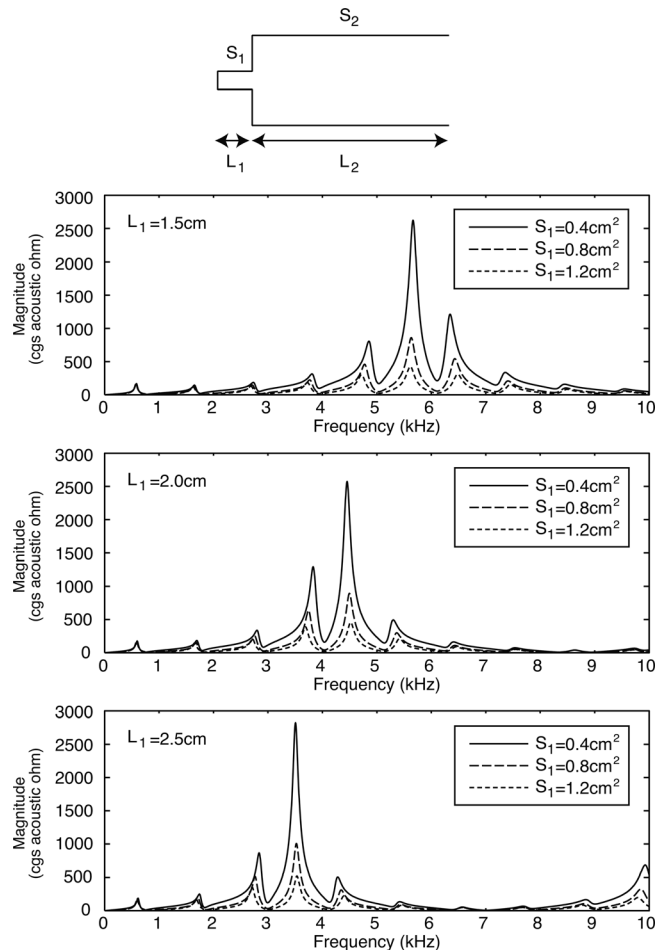 S2
S1
L1 L2
3000
2500
2000
1500
1000
500
0
Magnitude
(cgs acoustic ohm)
L1=1.5cm
S1=0.4cm²
S1=0.8cm²
S1=1.2cm²
0 1 2 3 4 5 6 7 8 9 10
Frequency (kHz)
3000
2500
2000
1500
1000
500
0
Magnitude
(cgs acoustic ohm)
L1=2.0cm
S1=0.4cm²
S1=0.8cm²
S1=1.2cm²
0 1 2 3 4 5 6 7 8 9 10
Frequency (kHz)
3000
2500
2000
1500
1000
500
0
Magnitude
(cgs acoustic ohm)
L1=2.5cm
S1=0.4cm²
S1=0.8cm²
S1=1.2cm²
0 1 2 3 4 5 6 7 8 9 10
Frequency (kHz)